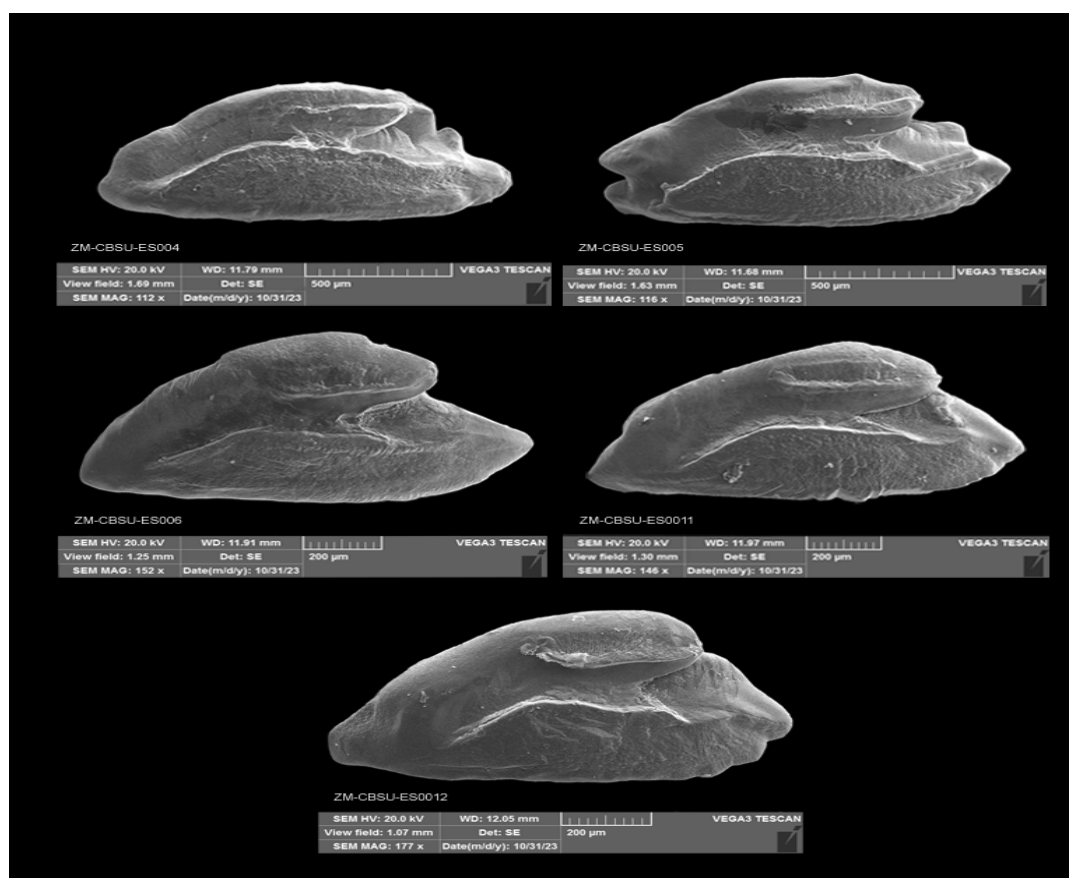 ZM-CBSU-ES004
SEM HV: 20.0 kV WD: 11.79 mm VEGA3 TESCAN
View field: 1.69 mm Det: SE 500 µm
SEM MAG: 112 x Date(m/d/y): 10/31/23
ZM-CBSU-ES005
SEM HV: 20.0 kV WD: 11.68 mm VEGA3 TESCAN
View field: 1.63 mm Det: SE 500 µm
SEM MAG: 116 x Date(m/d/y): 10/31/23
ZM-CBSU-ES006
SEM HV: 20.0 kV WD: 11.91 mm VEGA3 TESCAN
View field: 1.25 mm Det: SE 200 µm
SEM MAG: 152 x Date(m/d/y): 10/31/23
ZM-CBSU-ES0011
SEM HV: 20.0 kV WD: 11.97 mm VEGA3 TESCAN
View field: 1.30 mm Det: SE 200 µm
SEM MAG: 146 x Date(m/d/y): 10/31/23
ZM-CBSU-ES0012
SEM HV: 20.0 kV WD: 12.05 mm VEGA3 TESCAN
View field: 1.07 mm Det: SE 200 µm
SEM MAG: 177 x Date(m/d/y): 10/31/23